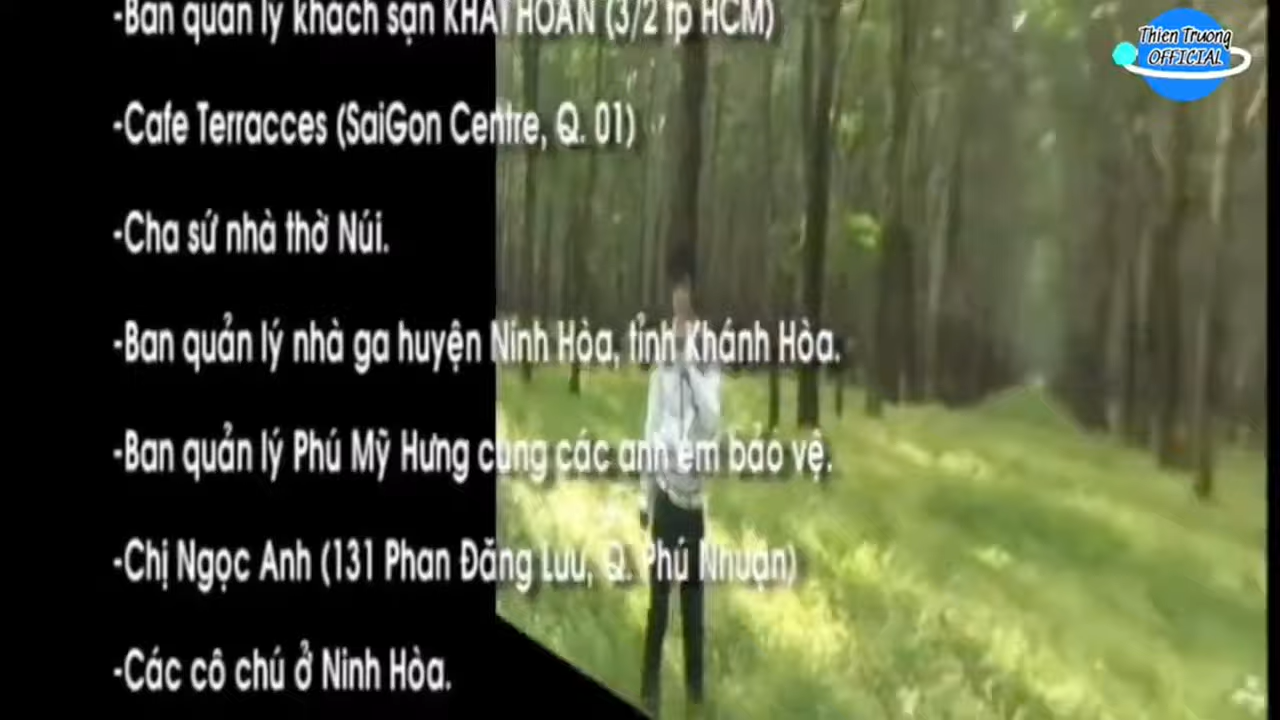 -Ban quản lý khách sạn KHẢI HOÀN (3/2 tp HCM)
Thien Truong
OFFICIAL
-Cafe Terracces (SaiGon Centre, Q. 01)
-Cha sứ nhà thờ Núi.
-Ban quản lý nhà ga huyện Ninh Hòa, tỉnh Khánh Hòa.
-Ban quản lý Phú Mỹ Hưng cùng các anh em bảo vệ.
-Chị Ngọc Anh (131 Phan Đăng Lưu, Q. Phú Nhuận)
-Các cô chú ở Ninh Hòa.